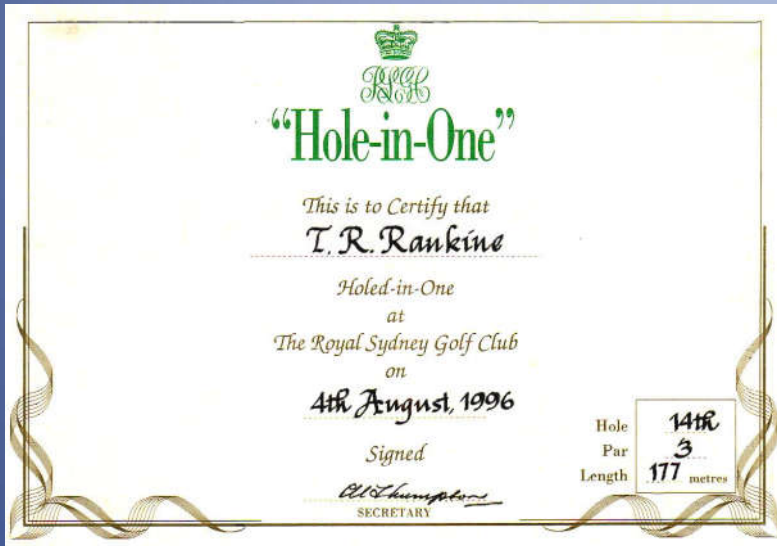 RSGC
“Hole-in-One”
This is to Certify that
T. R. Rankine
Holed-in-One
at
The Royal Sydney Golf Club
on
4th August, 1996
Signed
SECRETARY
Hole 14th
Par 3
Length 177 metres